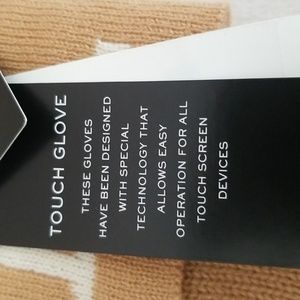 TOUCH GLOVE
THESE GLOVES
HAVE BEEN DESIGNED
WITH SPECIAL
TECHNOLOGY THAT
ALLOWS EASY
OPERATION FOR ALL
TOUCH SCREEN
DEVICES